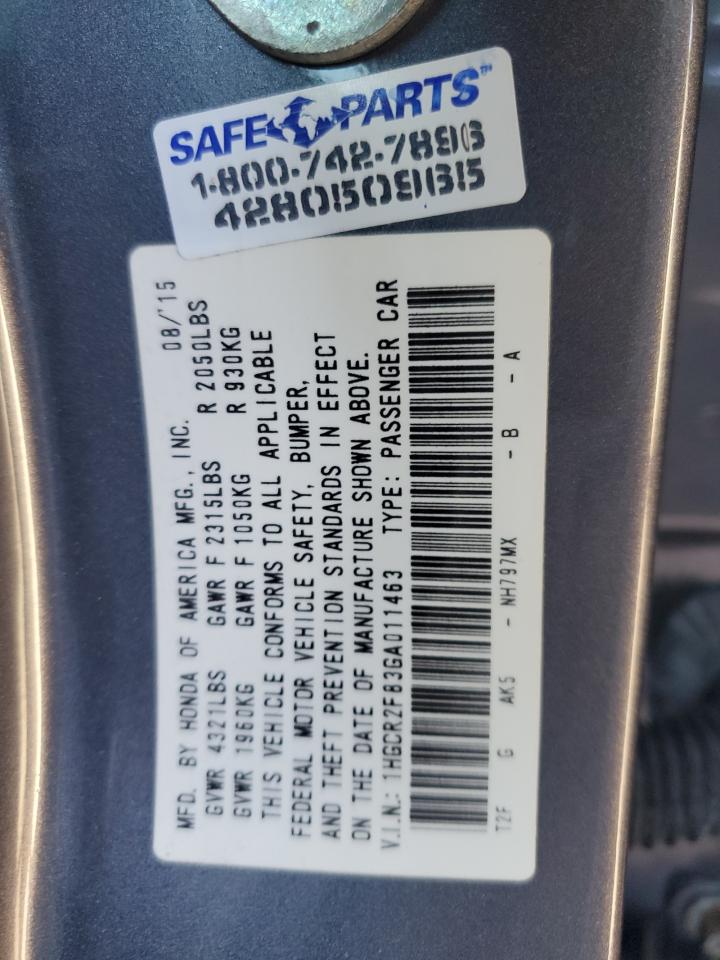 SAFE PARTS™
1-800-742-7896
4280509635
MFD. BY HONDA OF AMERICA MFG., INC. 08/'15
GVWR 4321LBS GAWR F 2315LBS R 2050LBS
GVWR 1960KG GAWR F 1050KG R 930KG
THIS VEHICLE CONFORMS TO ALL APPLICABLE
FEDERAL MOTOR VEHICLE SAFETY, BUMPER,
AND THEFT PREVENTION STANDARDS IN EFFECT
ON THE DATE OF MANUFACTURE SHOWN ABOVE.
V.I.N.: 1HGCR2F83GA011463 TYPE: PASSENGER CAR
T2F G AK5 - NH797MX - B - A